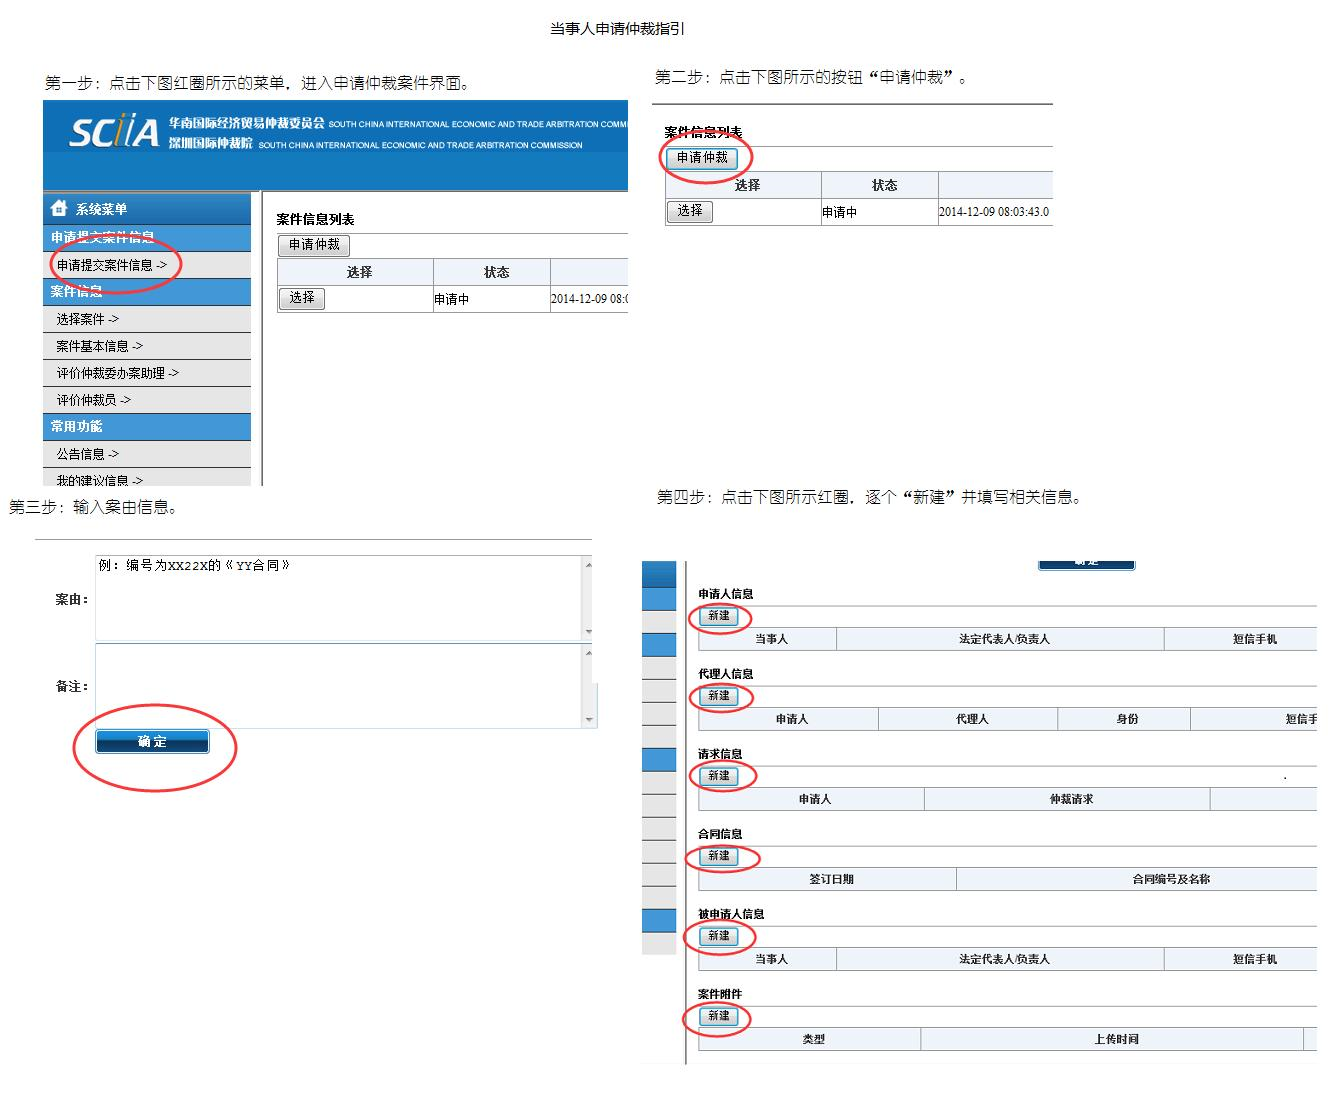 当事人申请仲裁指引
第一步：点击下图红圈所示的菜单，进入申请仲裁案件界面。
SCIIA 华南国际经济贸易仲裁委员会 SOUTH CHINA INTERNATIONAL ECONOMIC AND TRADE ARBITRATION COMM
深圳国际仲裁院 SOUTH CHINA INTERNATIONAL ECONOMIC AND TRADE ARBITRATION COMMISSION
系统菜单
申请提交案件信息
申请提交案件信息 ->
案件信息
选择案件 ->
案件基本信息 ->
评价仲裁委办案助理 ->
评价仲裁员 ->
常用功能
公告信息 ->
我的建议信息 ->
案件信息列表
申请仲裁
选择 状态
选择 申请中 2014-12-09 08:0
第二步：点击下图所示的按钮“申请仲裁”。
案件信息列表
申请仲裁
选择 状态
选择 申请中 2014-12-09 08:03:43.0
第三步：输入案由信息。
案由：
例：编号为XX22X的《YY合同》
备注：
确定
第四步：点击下图所示红圈，逐个“新建”并填写相关信息。
确定
申请人信息
新建
当事人 法定代表人/负责人 短信手机
代理人信息
新建
申请人 代理人 身份 短信手
请求信息
新建
申请人 仲裁请求
合同信息
新建
签订日期 合同编号及名称
被申请人信息
新建
当事人 法定代表人/负责人 短信手机
案件附件
新建
类型 上传时间